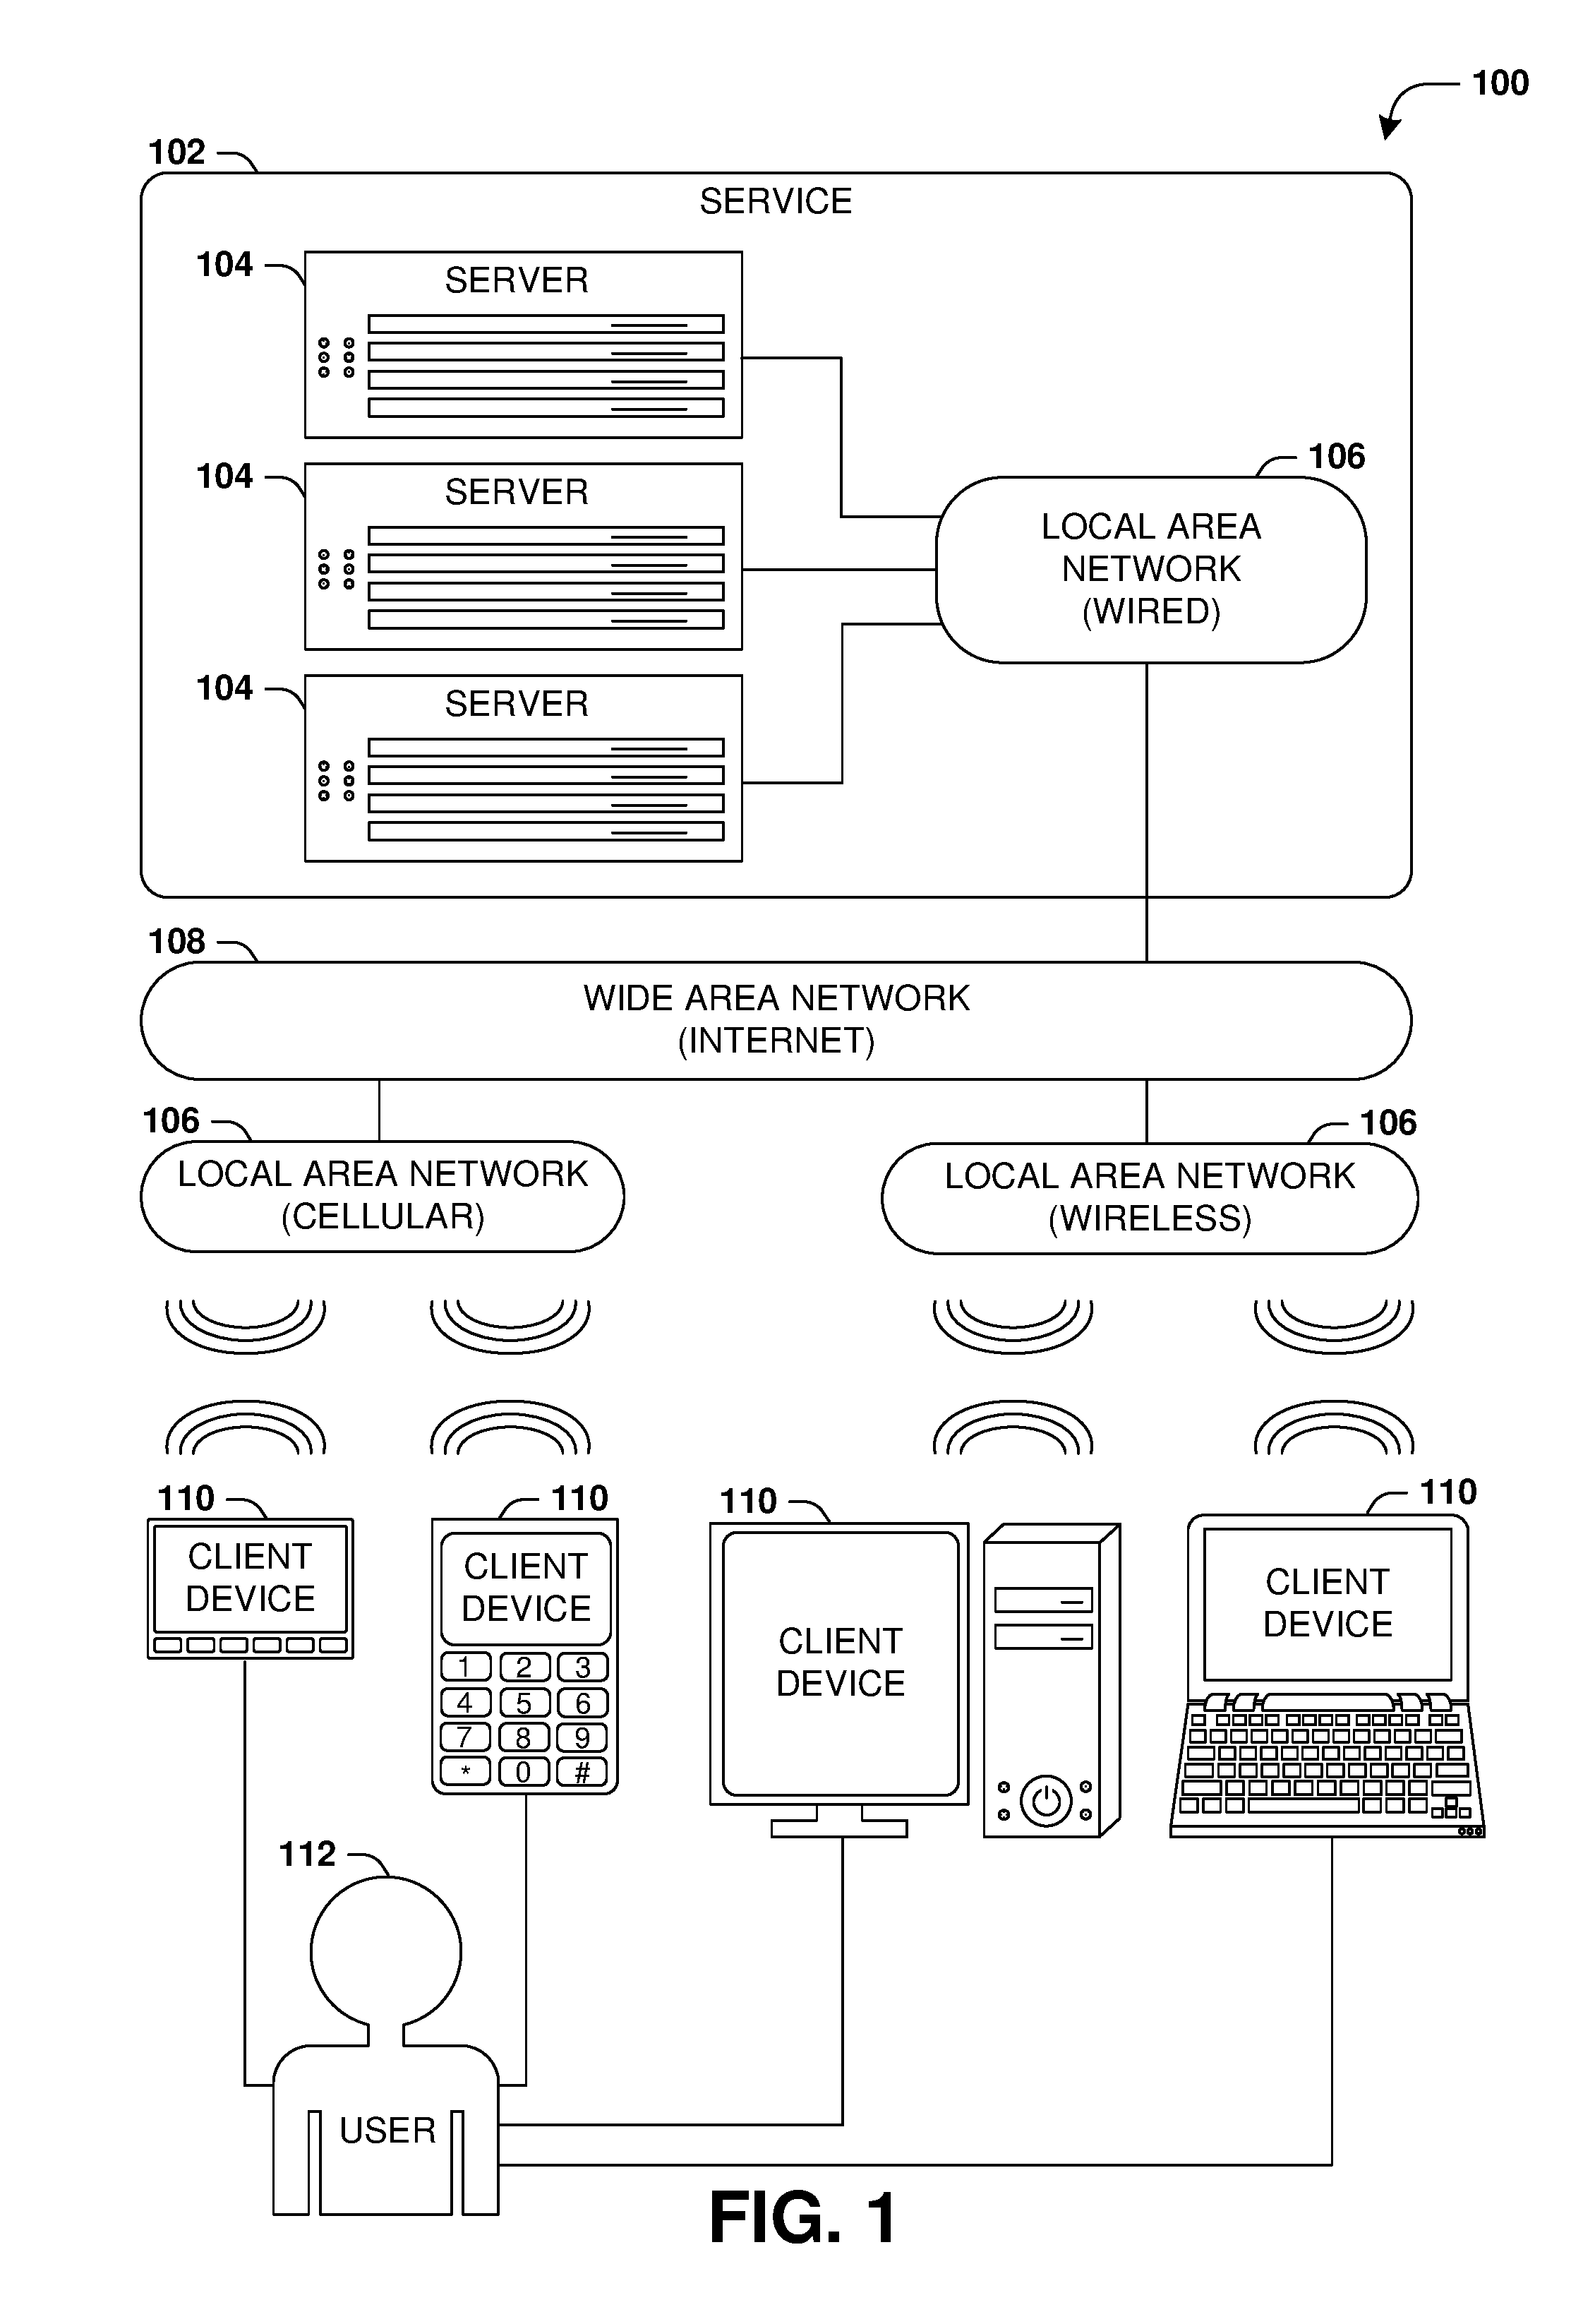 100
102
SERVICE
104
SERVER
104
SERVER
106
LOCAL AREA
NETWORK
(WIRED)
104
SERVER
108
WIDE AREA NETWORK
(INTERNET)
106
LOCAL AREA NETWORK
(CELLULAR)
106
LOCAL AREA NETWORK
(WIRELESS)
110
CLIENT
DEVICE
110
CLIENT
DEVICE
1 2 3
4 5 6
7 8 9
* 0 #
110
CLIENT
DEVICE
110
CLIENT
DEVICE
112
USER
FIG. 1